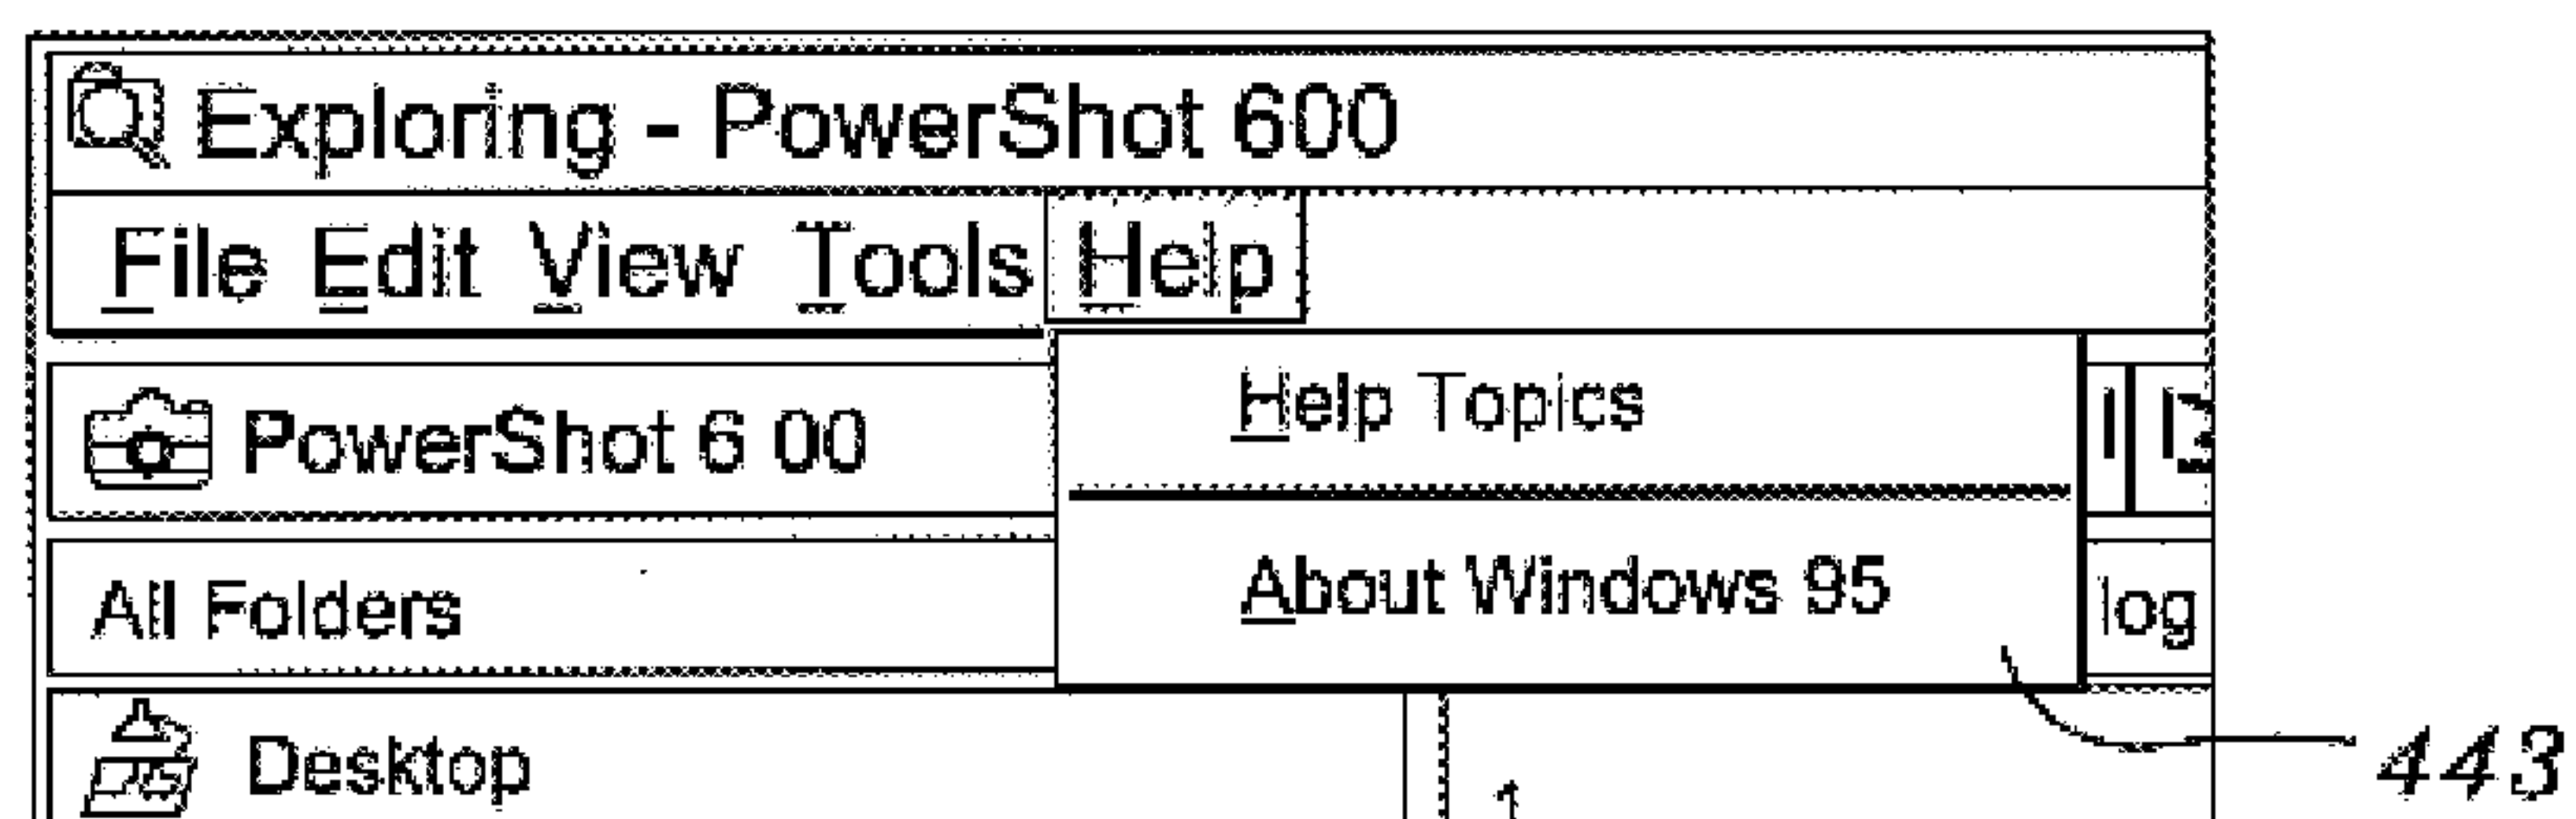 Exploring - PowerShot 600
File Edit View Tools Help
PowerShot 6 00
Help Topics
All Folders
About Windows 95
log
Desktop
443
1